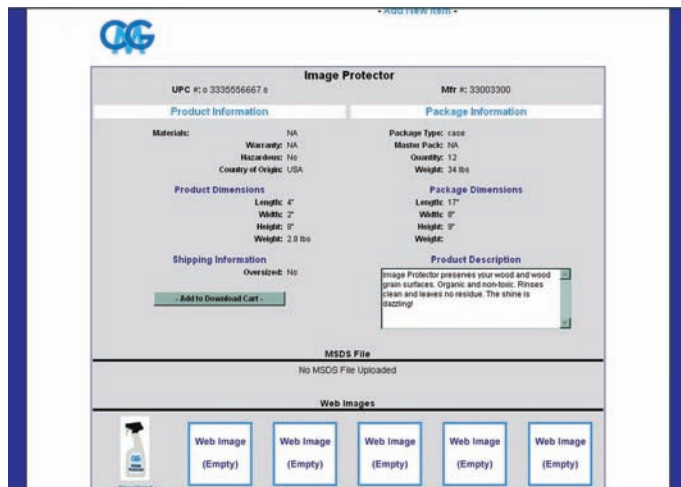 - Add New Item -
OMG
Image Protector
UPC #: 0 3335556667 8
Mfr #: 33003300
Product Information
Package Information
Materials: NA
Warranty: NA
Hazardous: No
Country of Origin: USA
Package Type: case
Master Pack: NA
Quantity: 12
Weight: 34 lbs
Product Dimensions
Package Dimensions
Length: 4"
Width: 2"
Height: 8"
Weight: 2.8 lbs
Length: 17"
Width: 8"
Height: 9"
Weight:
Shipping Information
Product Description
Oversized: No
Image Protector preserves your wood and wood
grain surfaces. Organic and non-toxic. Rinses
clean and leaves no residue. The shine is
dazzling!
- Add to Download Cart -
MSDS File
No MSDS File Uploaded
Web Images
Web Image
(Empty)
Web Image
(Empty)
Web Image
(Empty)
Web Image
(Empty)
Web Image
(Empty)